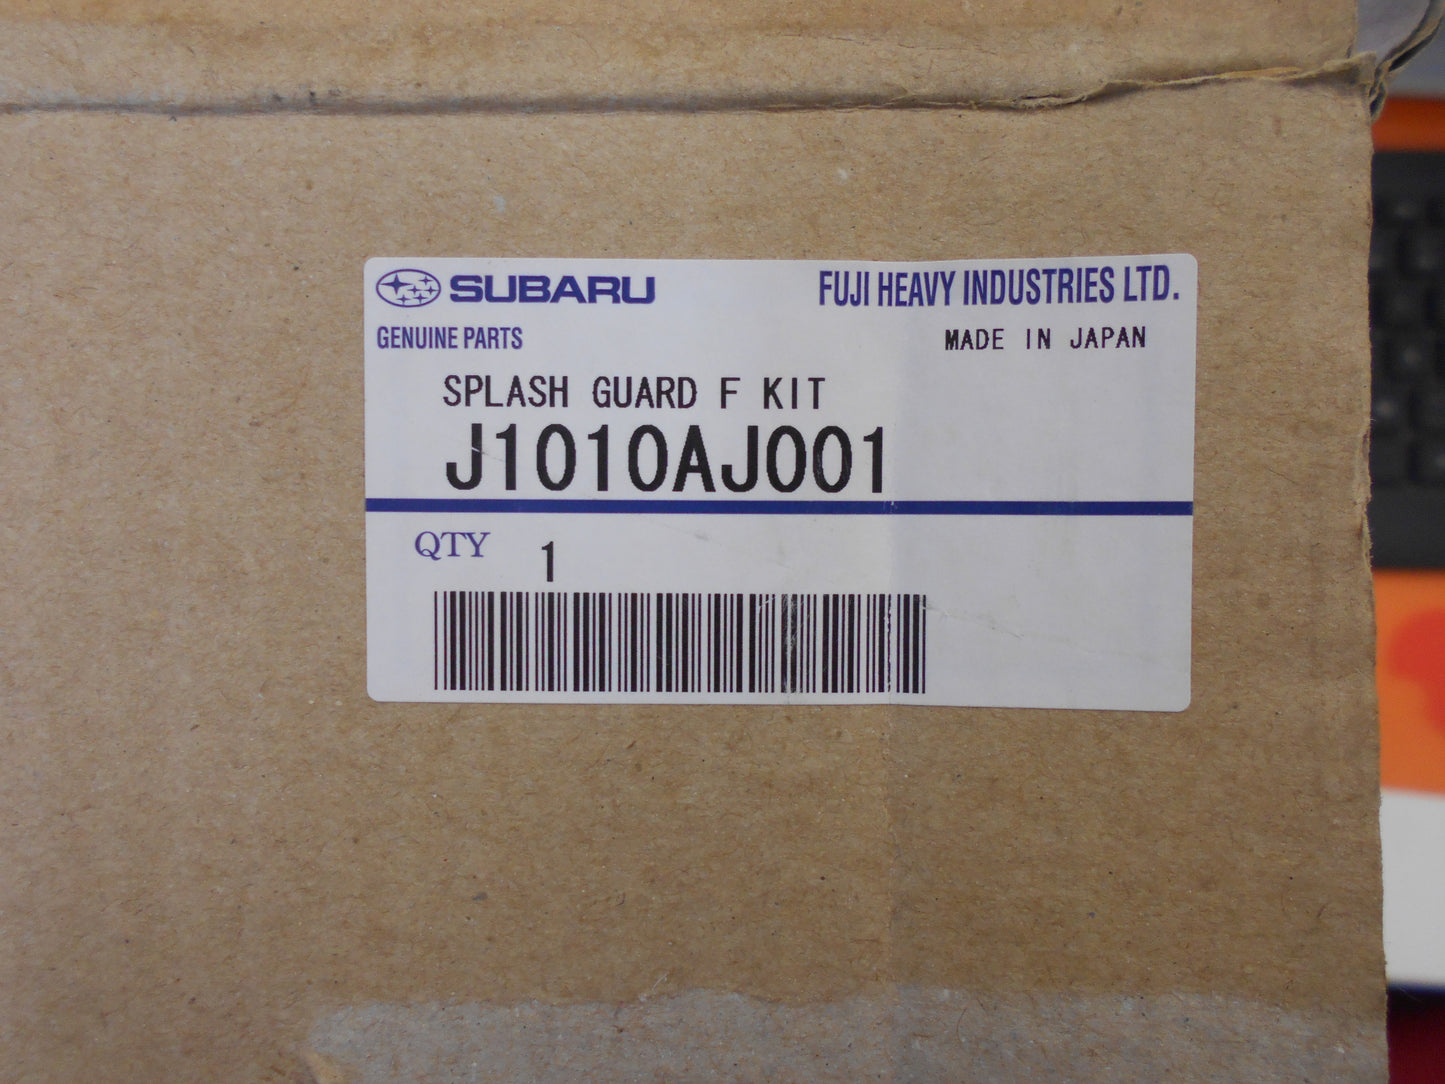 SUBARU FUJI HEAVY INDUSTRIES LTD.
GENUINE PARTS MADE IN JAPAN
SPLASH GUARD F KIT
J1010AJ001
QTY 1